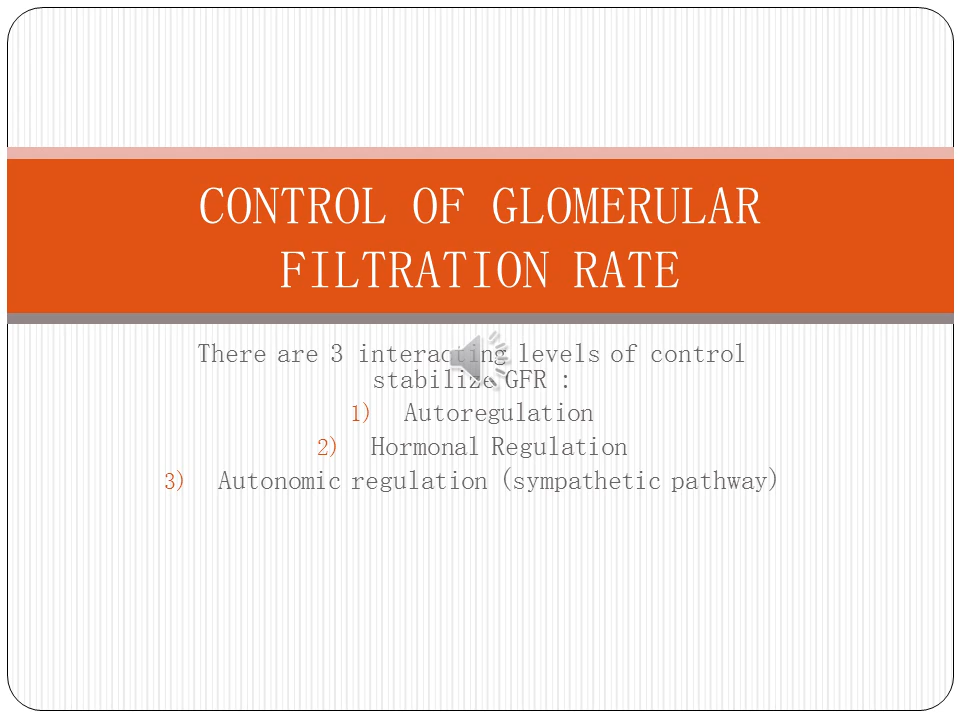 CONTROL OF GLOMERULAR
FILTRATION RATE
There are 3 interacting levels of control
stabilize GFR :
1) Autoregulation
2) Hormonal Regulation
3) Autonomic regulation (sympathetic pathway)